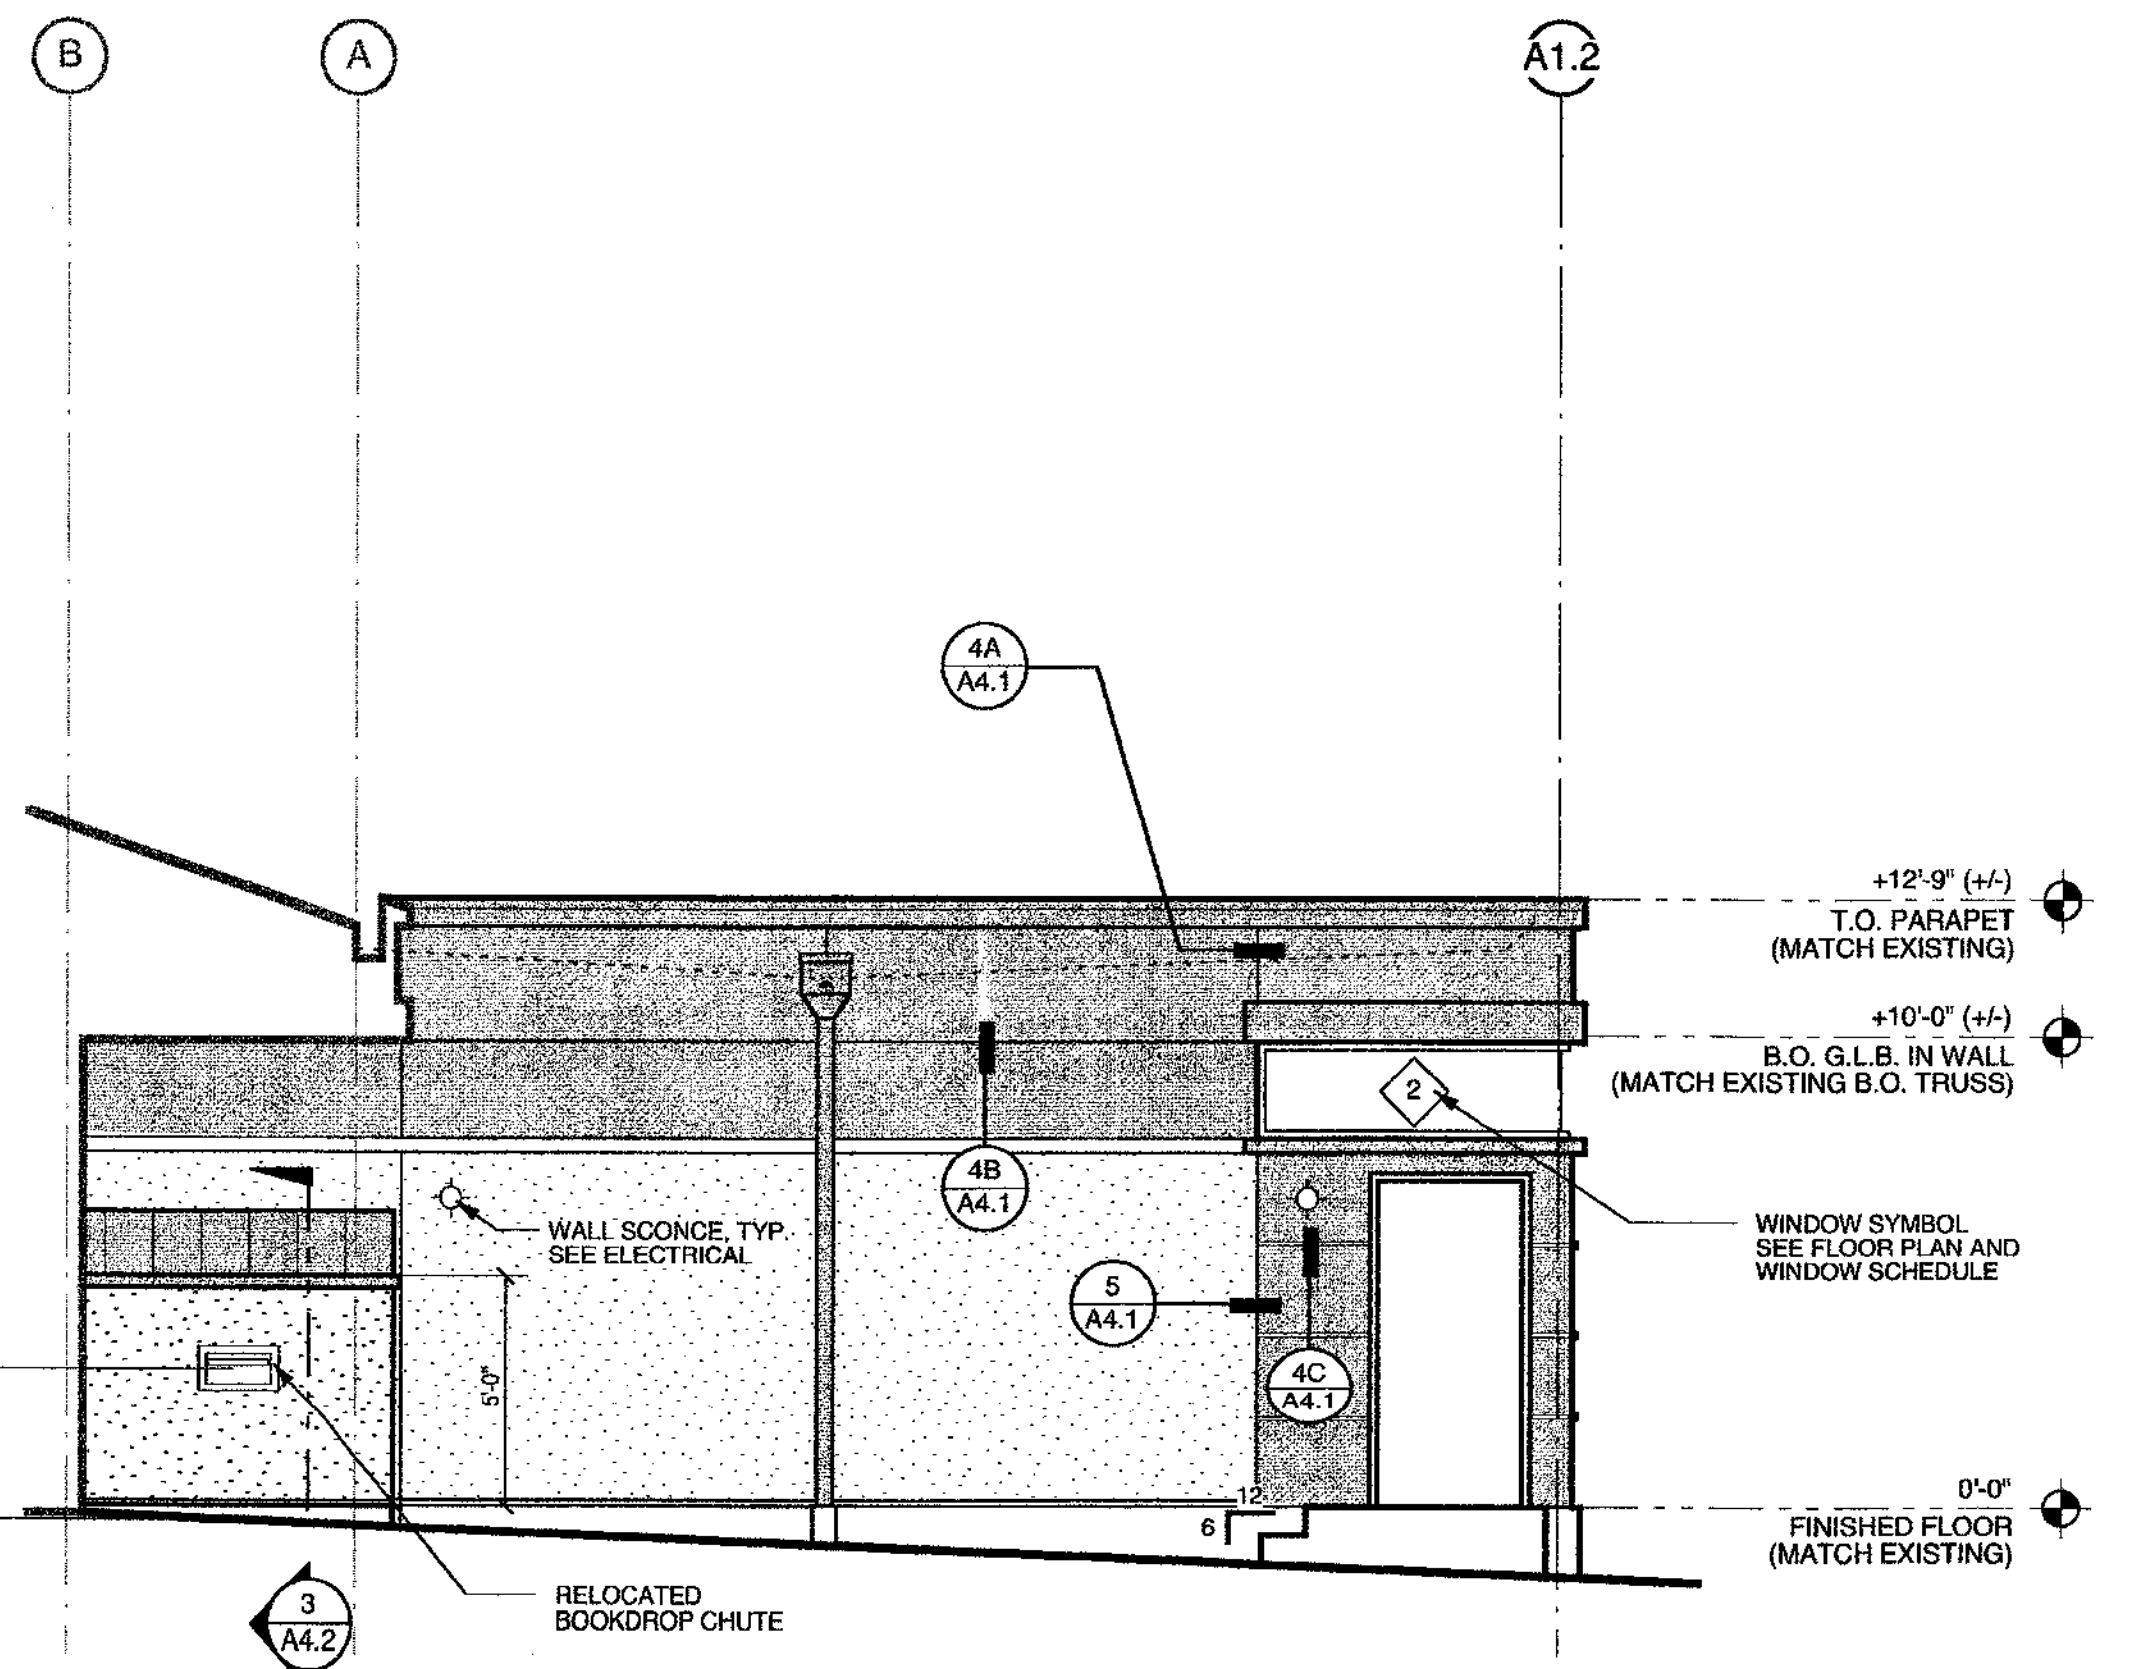 B
A
A1.2
4A
A4.1
+12'-9" (+/-)
T.O. PARAPET
(MATCH EXISTING)
+10'-0" (+/-)
B.O. G.L.B. IN WALL
(MATCH EXISTING B.O. TRUSS)
2
4B
A4.1
WALL SCONCE, TYP.
SEE ELECTRICAL
WINDOW SYMBOL
SEE FLOOR PLAN AND
WINDOW SCHEDULE
5
A4.1
5'-0"
4C
A4.1
12
6
0'-0"
FINISHED FLOOR
(MATCH EXISTING)
RELOCATED
BOOKDROP CHUTE
3
A4.2